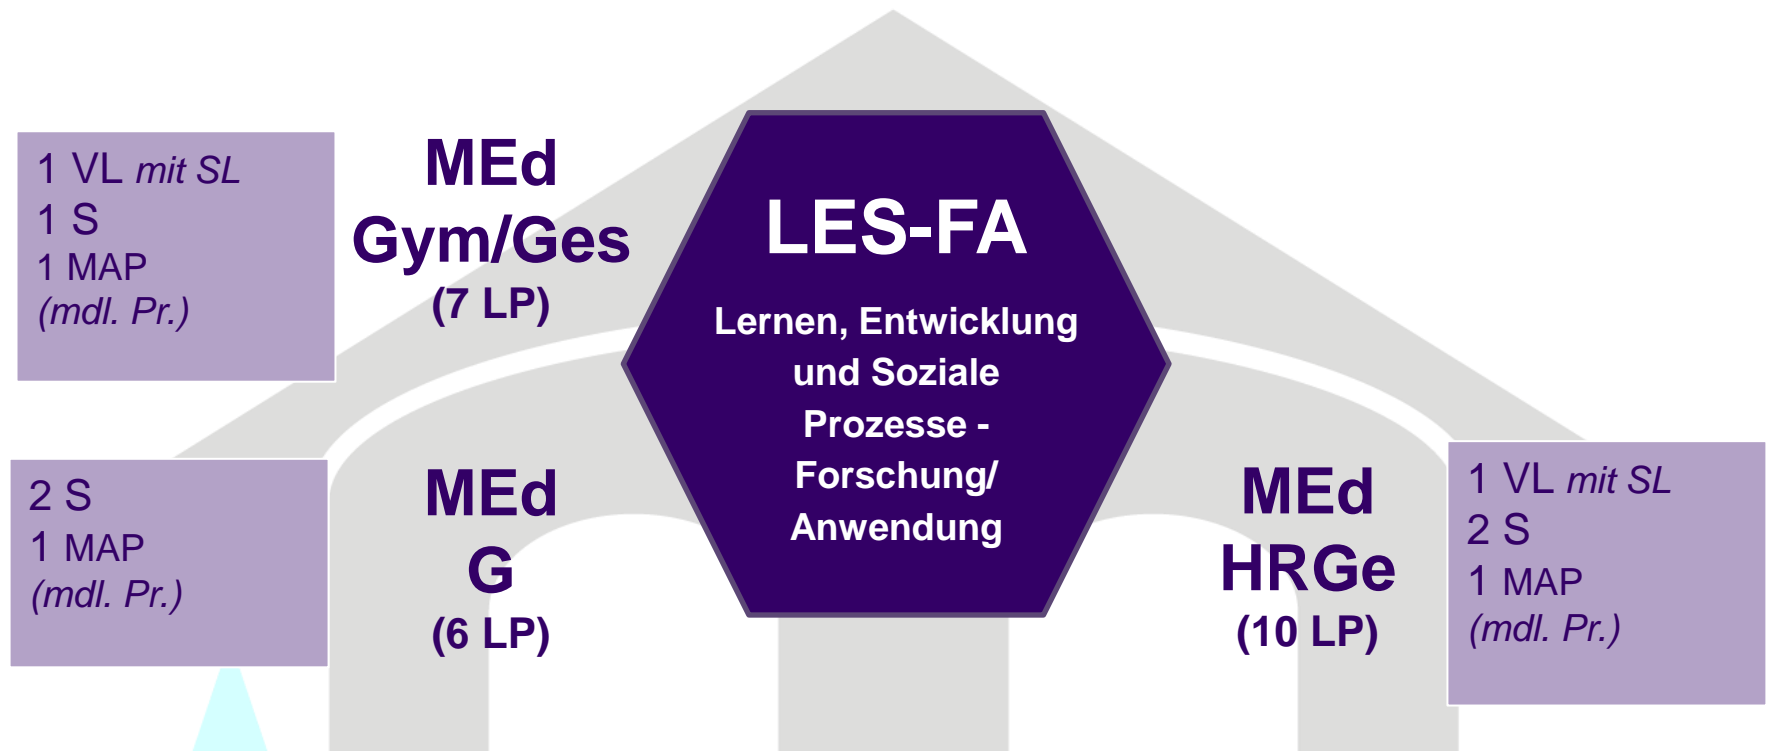 1 VL mit SL
1 S
1 MAP
(mdl. Pr.)
MEd
Gym/Ges
(7 LP)
LES-FA
Lernen, Entwicklung
und Soziale
Prozesse -
Forschung/
Anwendung
2 S
1 MAP
(mdl. Pr.)
MEd
G
(6 LP)
MEd
HRGe
(10 LP)
1 VL mit SL
2 S
1 MAP
(mdl. Pr.)